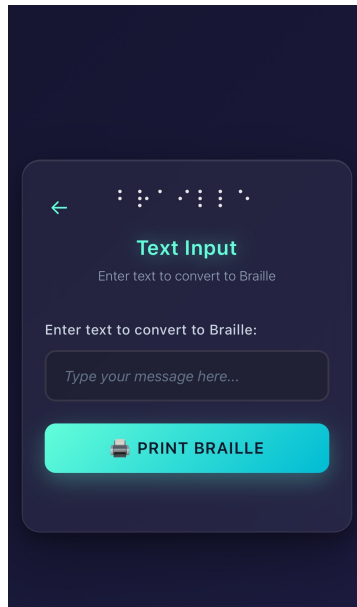 ← ⠃⠗⠁⠊⠇⠇⠑
Text Input
Enter text to convert to Braille
Enter text to convert to Braille:
Type your message here...
🖨️ PRINT BRAILLE